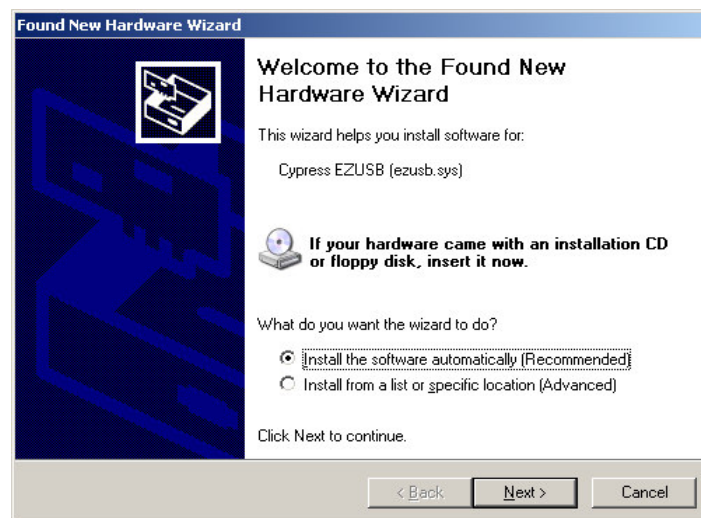 Found New Hardware Wizard
Welcome to the Found New
Hardware Wizard
This wizard helps you install software for:
Cypress EZUSB (ezusb.sys)
If your hardware came with an installation CD
or floppy disk, insert it now.
What do you want the wizard to do?
Install the software automatically (Recommended)
Install from a list or specific location (Advanced)
Click Next to continue.
< Back Next > Cancel